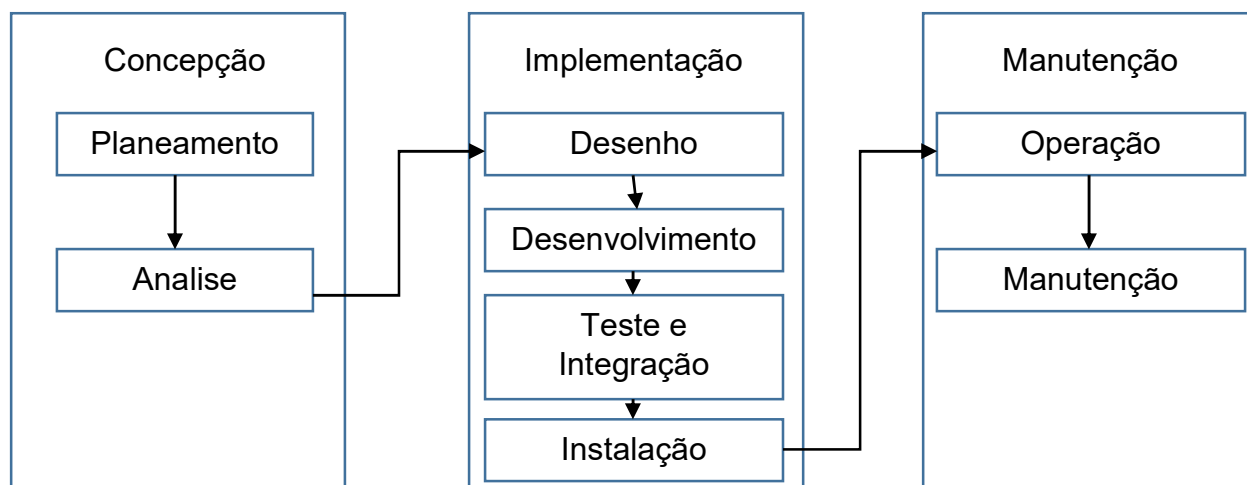 Concepção
Planeamento
Analise
Implementação
Desenho
Desenvolvimento
Teste e
Integração
Instalação
Manutenção
Operação
Manutenção